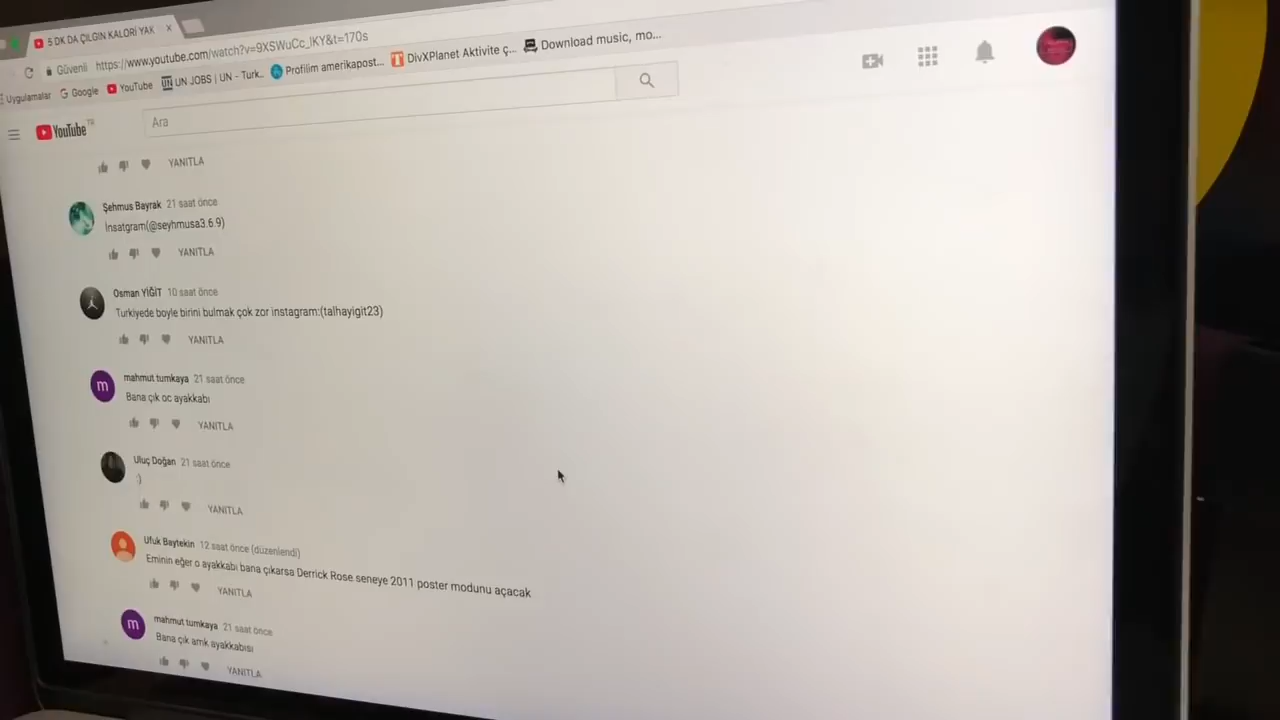 5 DK DA ÇILGIN KALORİ YAK
Güvenli https://www.youtube.com/watch?v=9XSWuCc_lKY&t=170s
Uygulamalar Google YouTube UN UN JOBS | UN - Turk... Profilim amerikapost... T DivXPlanet Aktivite ç... Download music, mo...
YouTube TR
Ara
YANITLA
Şehmus Bayrak 21 saat önce
İnsatgram(@seyhmusa3.6.9)
YANITLA
Osman YİĞİT 10 saat önce
Turkiyede boyle birini bulmak çok zor instagram:(talhayigit23)
YANITLA
m
mahmut tumkaya 21 saat önce
Bana çık oc ayakkabı
YANITLA
Uluç Doğan 21 saat önce
:)
YANITLA
Ufuk Baytekin 12 saat önce (düzenlendi)
Eminin eğer o ayakkabı bana çıkarsa Derrick Rose seneye 2011 poster modunu açacak
YANITLA
m
mahmut tumkaya 21 saat önce
Bana çık amk ayakkabısı
YANITLA